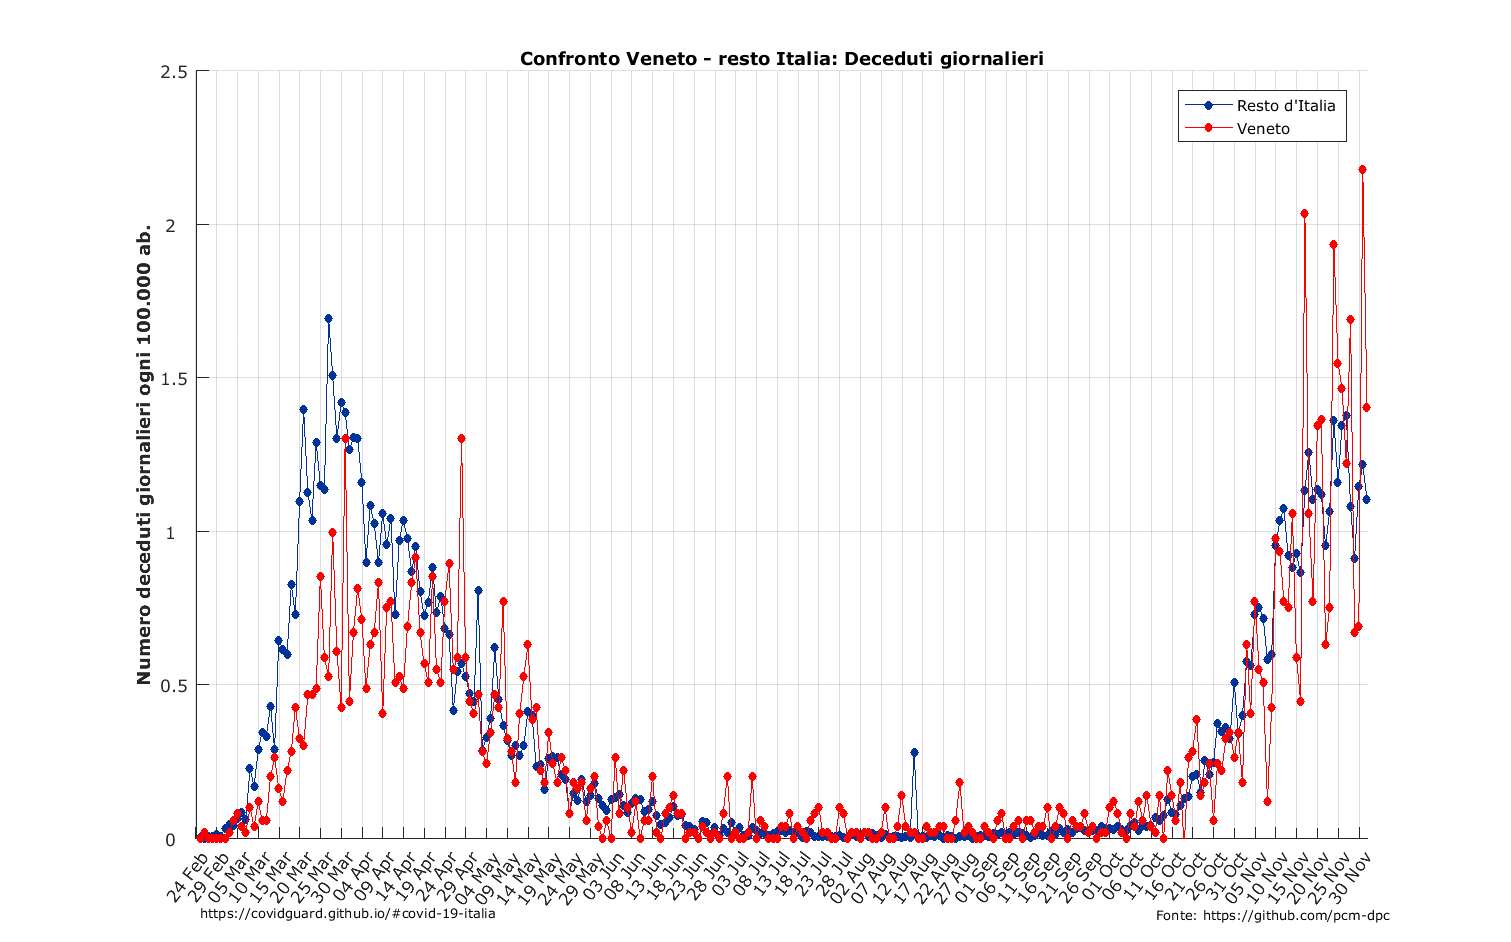 Confronto Veneto - resto Italia: Deceduti giornalieri
Resto d'Italia
Veneto
Numero deceduti giornalieri ogni 100.000 ab.
2.5
2
1.5
1
0.5
0
24 Feb
29 Feb
05 Mar
10 Mar
15 Mar
20 Mar
25 Mar
30 Mar
04 Apr
09 Apr
14 Apr
19 Apr
24 Apr
29 Apr
04 May
09 May
14 May
19 May
24 May
29 May
03 Jun
08 Jun
13 Jun
18 Jun
23 Jun
28 Jun
03 Jul
08 Jul
13 Jul
18 Jul
23 Jul
28 Jul
02 Aug
07 Aug
12 Aug
17 Aug
22 Aug
27 Aug
01 Sep
06 Sep
11 Sep
16 Sep
21 Sep
26 Sep
01 Oct
06 Oct
11 Oct
16 Oct
21 Oct
26 Oct
31 Oct
05 Nov
10 Nov
15 Nov
20 Nov
25 Nov
30 Nov
https://covidguard.github.io/#covid-19-italia
Fonte: https://github.com/pcm-dpc